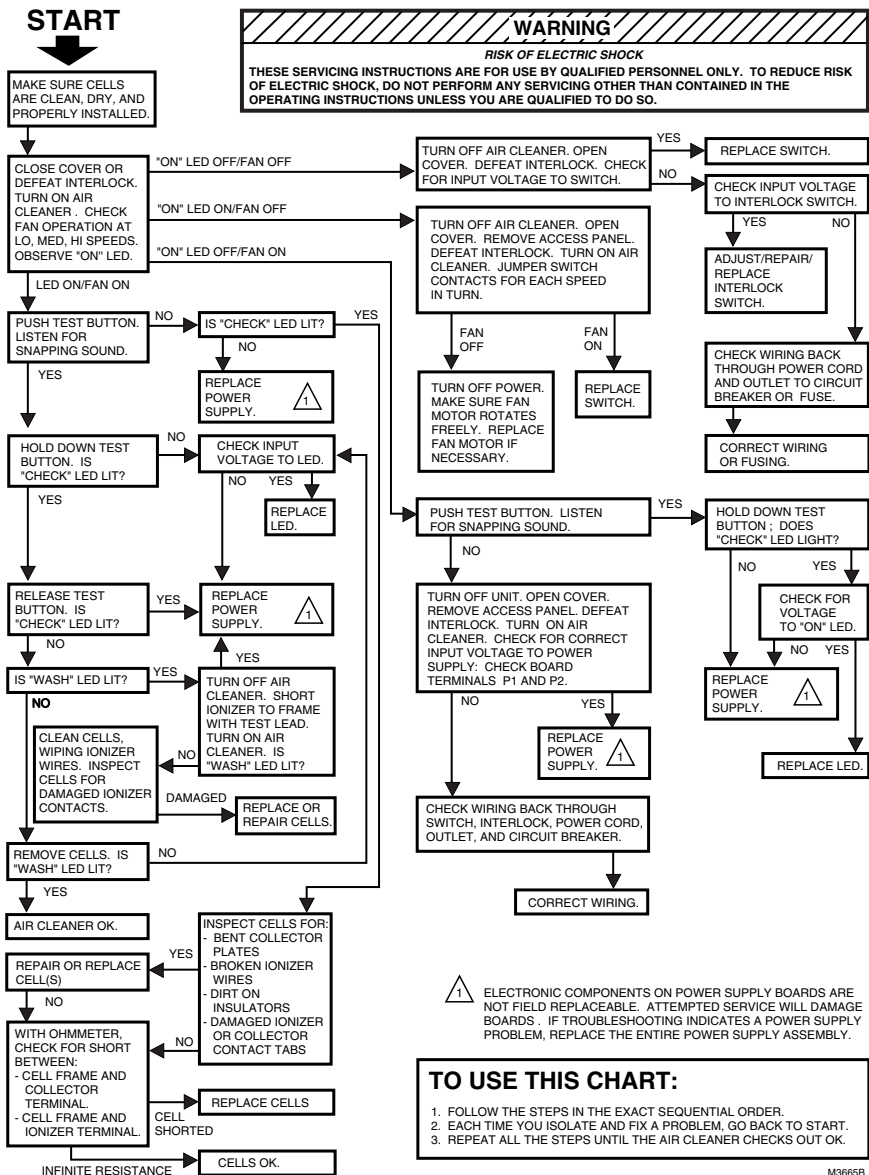 START
WARNING
RISK OF ELECTRIC SHOCK
THESE SERVICING INSTRUCTIONS ARE FOR USE BY QUALIFIED PERSONNEL ONLY. TO REDUCE RISK
OF ELECTRIC SHOCK, DO NOT PERFORM ANY SERVICING OTHER THAN CONTAINED IN THE
OPERATING INSTRUCTIONS UNLESS YOU ARE QUALIFIED TO DO SO.
MAKE SURE CELLS
ARE CLEAN, DRY, AND
PROPERLY INSTALLED.
CLOSE COVER OR
DEFEAT INTERLOCK.
TURN ON AIR
CLEANER . CHECK
FAN OPERATION AT
LO, MED, HI SPEEDS.
OBSERVE "ON" LED.
"ON" LED OFF/FAN OFF
"ON" LED ON/FAN OFF
"ON" LED OFF/FAN ON
LED ON/FAN ON
TURN OFF AIR CLEANER. OPEN
COVER. DEFEAT INTERLOCK. CHECK
FOR INPUT VOLTAGE TO SWITCH.
YES
REPLACE SWITCH.
NO
CHECK INPUT VOLTAGE
TO INTERLOCK SWITCH.
YES
NO
ADJUST/REPAIR/
REPLACE
INTERLOCK
SWITCH.
CHECK WIRING BACK
THROUGH POWER CORD
AND OUTLET TO CIRCUIT
BREAKER OR FUSE.
CORRECT WIRING
OR FUSING.
TURN OFF AIR CLEANER. OPEN
COVER. REMOVE ACCESS PANEL.
DEFEAT INTERLOCK. TURN ON AIR
CLEANER. JUMPER SWITCH
CONTACTS FOR EACH SPEED
IN TURN.
FAN
OFF
FAN
ON
TURN OFF POWER.
MAKE SURE FAN
MOTOR ROTATES
FREELY. REPLACE
FAN MOTOR IF
NECESSARY.
REPLACE
SWITCH.
PUSH TEST BUTTON.
LISTEN FOR
SNAPPING SOUND.
NO
IS "CHECK" LED LIT?
YES
NO
REPLACE
POWER
SUPPLY.
1
YES
HOLD DOWN TEST
BUTTON. IS
"CHECK" LED LIT?
NO
CHECK INPUT
VOLTAGE TO LED.
NO
YES
REPLACE
LED.
YES
RELEASE TEST
BUTTON. IS
"CHECK" LED LIT?
YES
REPLACE
POWER
SUPPLY.
1
NO
YES
IS "WASH" LED LIT?
YES
NO
TURN OFF AIR
CLEANER. SHORT
IONIZER TO FRAME
WITH TEST LEAD.
TURN ON AIR
CLEANER. IS
"WASH" LED LIT?
NO
CLEAN CELLS,
WIPING IONIZER
WIRES. INSPECT
CELLS FOR
DAMAGED IONIZER
CONTACTS.
DAMAGED
REPLACE OR
REPAIR CELLS.
REMOVE CELLS. IS
"WASH" LED LIT?
NO
YES
AIR CLEANER OK.
INSPECT CELLS FOR:
- BENT COLLECTOR
PLATES
- BROKEN IONIZER
WIRES
- DIRT ON
INSULATORS
- DAMAGED IONIZER
OR COLLECTOR
CONTACT TABS
YES
REPAIR OR REPLACE
CELL(S)
NO
NO
WITH OHMMETER,
CHECK FOR SHORT
BETWEEN:
- CELL FRAME AND
COLLECTOR
TERMINAL.
- CELL FRAME AND
IONIZER TERMINAL.
CELL
SHORTED
REPLACE CELLS
INFINITE RESISTANCE
CELLS OK.
PUSH TEST BUTTON. LISTEN
FOR SNAPPING SOUND.
YES
HOLD DOWN TEST
BUTTON ; DOES
"CHECK" LED LIGHT?
NO
YES
CHECK FOR
VOLTAGE
TO "ON" LED.
NO
YES
REPLACE
POWER
SUPPLY.
1
REPLACE LED.
NO
TURN OFF UNIT. OPEN COVER.
REMOVE ACCESS PANEL. DEFEAT
INTERLOCK. TURN ON AIR
CLEANER. CHECK FOR CORRECT
INPUT VOLTAGE TO POWER
SUPPLY: CHECK BOARD
TERMINALS P1 AND P2.
NO
YES
REPLACE
POWER
SUPPLY.
1
CHECK WIRING BACK THROUGH
SWITCH, INTERLOCK, POWER CORD,
OUTLET, AND CIRCUIT BREAKER.
CORRECT WIRING.
1
ELECTRONIC COMPONENTS ON POWER SUPPLY BOARDS ARE
NOT FIELD REPLACEABLE. ATTEMPTED SERVICE WILL DAMAGE
BOARDS . IF TROUBLESHOOTING INDICATES A POWER SUPPLY
PROBLEM, REPLACE THE ENTIRE POWER SUPPLY ASSEMBLY.
TO USE THIS CHART:
1. FOLLOW THE STEPS IN THE EXACT SEQUENTIAL ORDER.
2. EACH TIME YOU ISOLATE AND FIX A PROBLEM, GO BACK TO START.
3. REPEAT ALL THE STEPS UNTIL THE AIR CLEANER CHECKS OUT OK.
M3665B